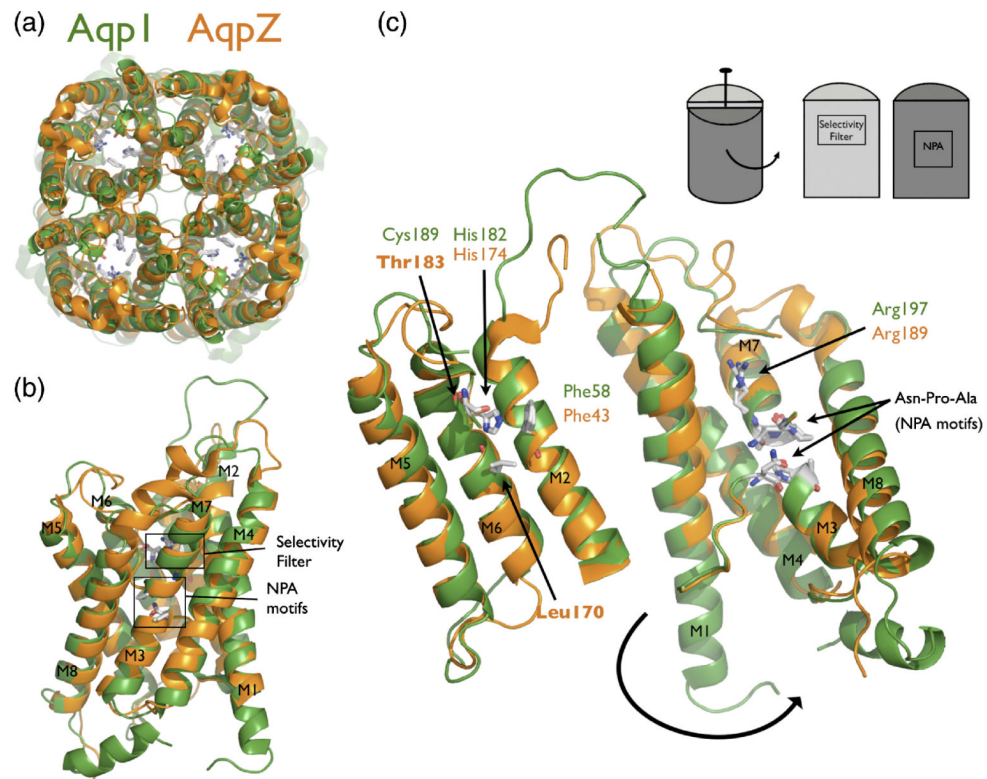 (a)
Aqp1 AqpZ
(b)
M2
M6
M7
M5
M4
Selectivity
Filter
NPA
motifs
M3
M8
M1
(c)
Selectivity
Filter
NPA
Cys189 His182
Thr183 His174
Arg197
Arg189
M7
Phe58
Phe43
Asn-Pro-Ala
(NPA motifs)
M5
M2
M6
M8
M3
M4
Leu170
M1